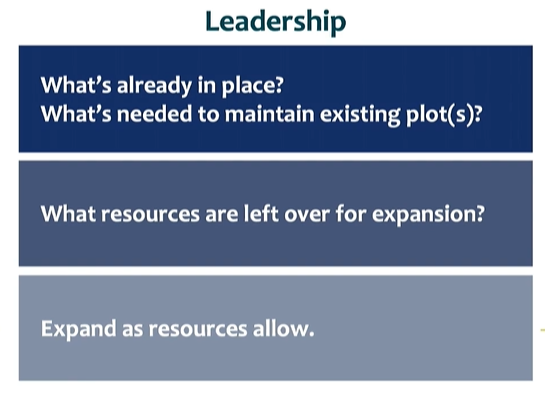 Leadership
What's already in place?
What's needed to maintain existing plot(s)?
What resources are left over for expansion?
Expand as resources allow.